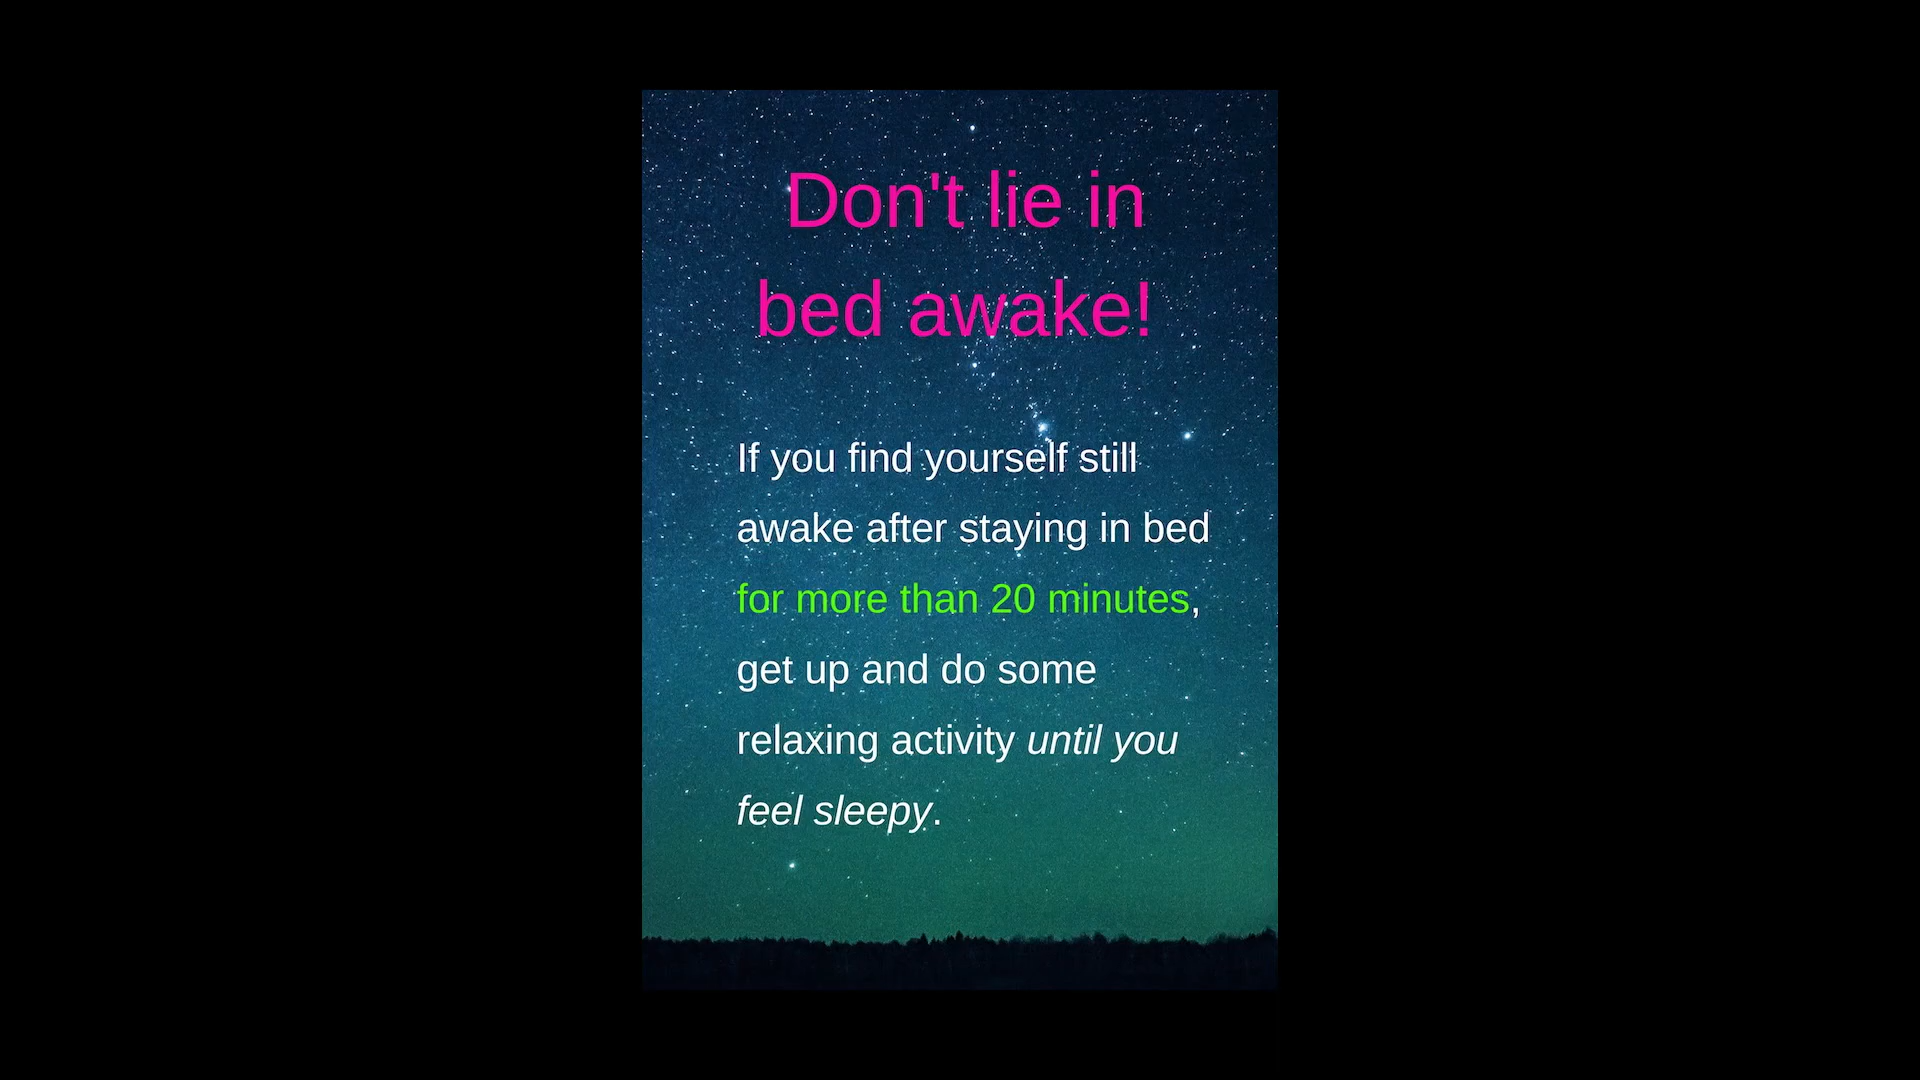 Don't lie in
bed awake!
If you find yourself still
awake after staying in bed
for more than 20 minutes,
get up and do some
relaxing activity until you
feel sleepy.